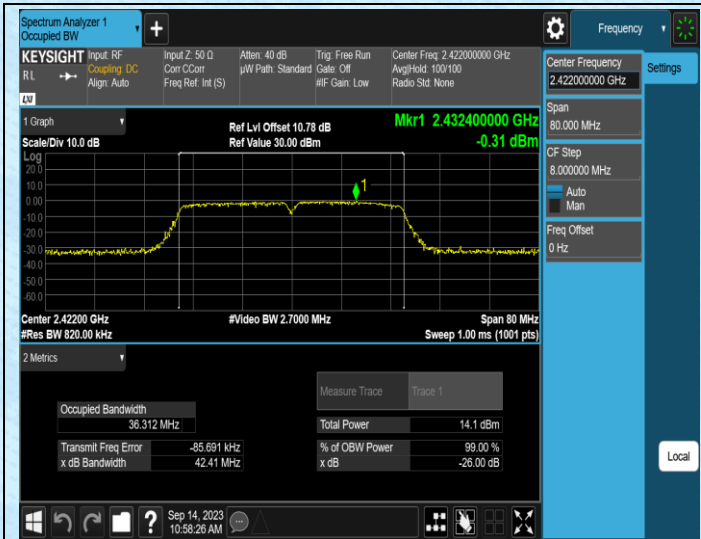 Spectrum Analyzer 1
Occupied BW
+
Frequency
KEYSIGHT
RL
LXI
Input: RF
Coupling: DC
Align: Auto
Input Z: 50 Ω
Corr CCorr
Freq Ref: Int (S)
Atten: 40 dB
µW Path: Standard
Trig: Free Run
Gate: Off
#IF Gain: Low
Center Freq: 2.422000000 GHz
Avg|Hold: 100/100
Radio Std: None
Center Frequency
2.422000000 GHz
Settings
Span
80.000 MHz
CF Step
8.000000 MHz
Auto
Man
Freq Offset
0 Hz
Local
1 Graph
Scale/Div 10.0 dB
Ref Lvl Offset 10.78 dB
Ref Value 30.00 dBm
Mkr1 2.432400000 GHz
-0.31 dBm
Log
20.0
10.0
0.00
-10.0
-20.0
-30.0
-40.0
-50.0
-60.0
1
Center 2.42200 GHz
#Res BW 820.00 kHz
#Video BW 2.7000 MHz
Span 80 MHz
Sweep 1.00 ms (1001 pts)
2 Metrics
Measure Trace Trace 1
Occupied Bandwidth
36.312 MHz
Total Power 14.1 dBm
Transmit Freq Error -85.691 kHz
% of OBW Power 99.00 %
x dB Bandwidth 42.41 MHz
x dB -26.00 dB
?
Sep 14, 2023
10:58:26 AM